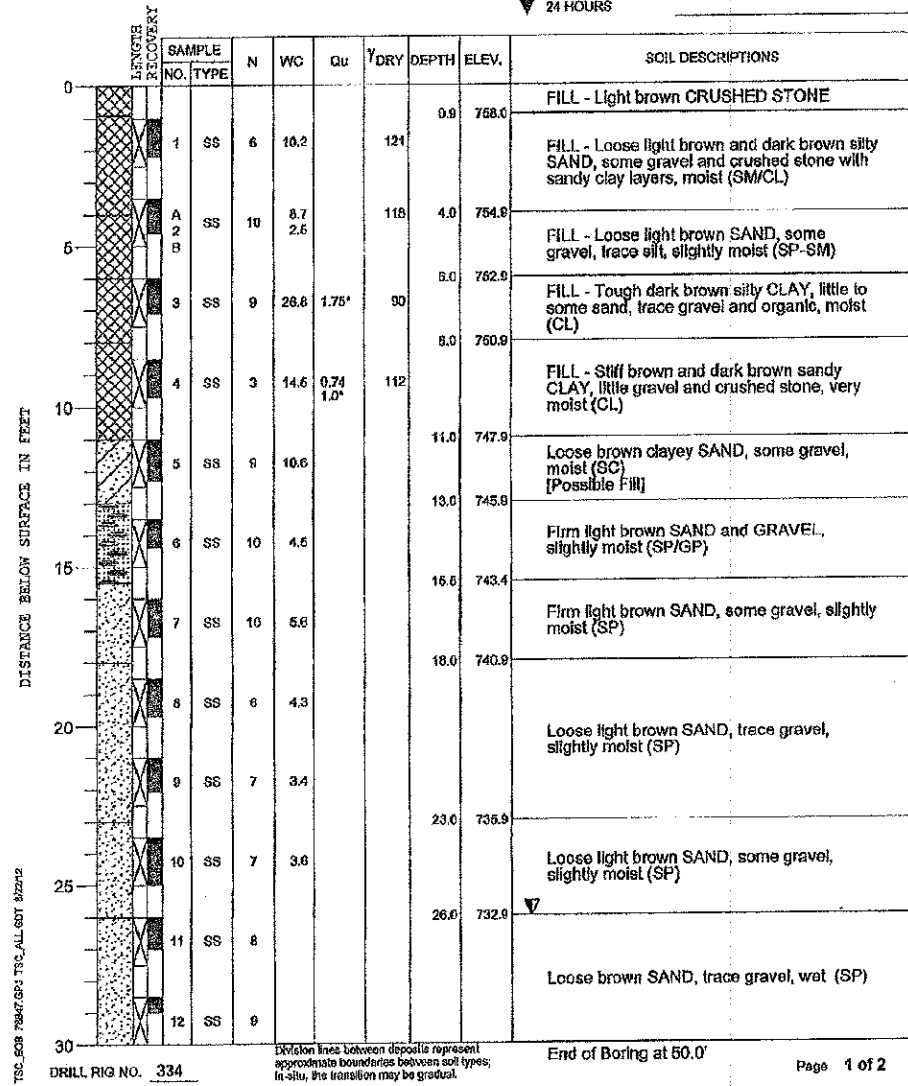 24 HOURS
LENGTH
RECOVERY
SAMPLE
NO. TYPE
N WC Qu γDRY DEPTH ELEV. SOIL DESCRIPTIONS
0
FILL - Light brown CRUSHED STONE
0.9 758.0
1 SS 6 10.2 121
FILL - Loose light brown and dark brown silty
SAND, some gravel and crushed stone with
sandy clay layers, moist (SM/CL)
A 8.7 118 4.0 754.9
2 SS 10 2.5
B
5
FILL - Loose light brown SAND, some
gravel, trace silt, slightly moist (SP-SM)
6.0 752.9
3 SS 9 26.8 1.75* 90
FILL - Tough dark brown silty CLAY, little to
some sand, trace gravel and organic, moist
(CL)
8.0 750.9
4 SS 3 14.6 0.74 112
1.0*
FILL - Stiff brown and dark brown sandy
CLAY, little gravel and crushed stone, very
moist (CL)
10
11.0 747.9
5 SS 9 10.6
Loose brown clayey SAND, some gravel,
moist (SC)
[Possible Fill]
13.0 745.9
6 SS 10 4.5
Firm light brown SAND and GRAVEL,
slightly moist (SP/GP)
15
15.5 743.4
7 SS 10 5.6
Firm light brown SAND, some gravel, slightly
moist (SP)
18.0 740.9
8 SS 6 4.3
20
Loose light brown SAND, trace gravel,
slightly moist (SP)
9 SS 7 3.4
23.0 735.9
10 SS 7 3.6
Loose light brown SAND, some gravel,
slightly moist (SP)
25
26.0 732.9
11 SS 8
Loose brown SAND, trace gravel, wet (SP)
12 SS 9
30
DISTANCE BELOW SURFACE IN FEET
TSC_ALL.GDT 8/22/12
Division lines between deposits represent
approximate boundaries between soil types;
in-situ, the transition may be gradual.
End of Boring at 50.0'
DRILL RIG NO. 334
Page 1 of 2